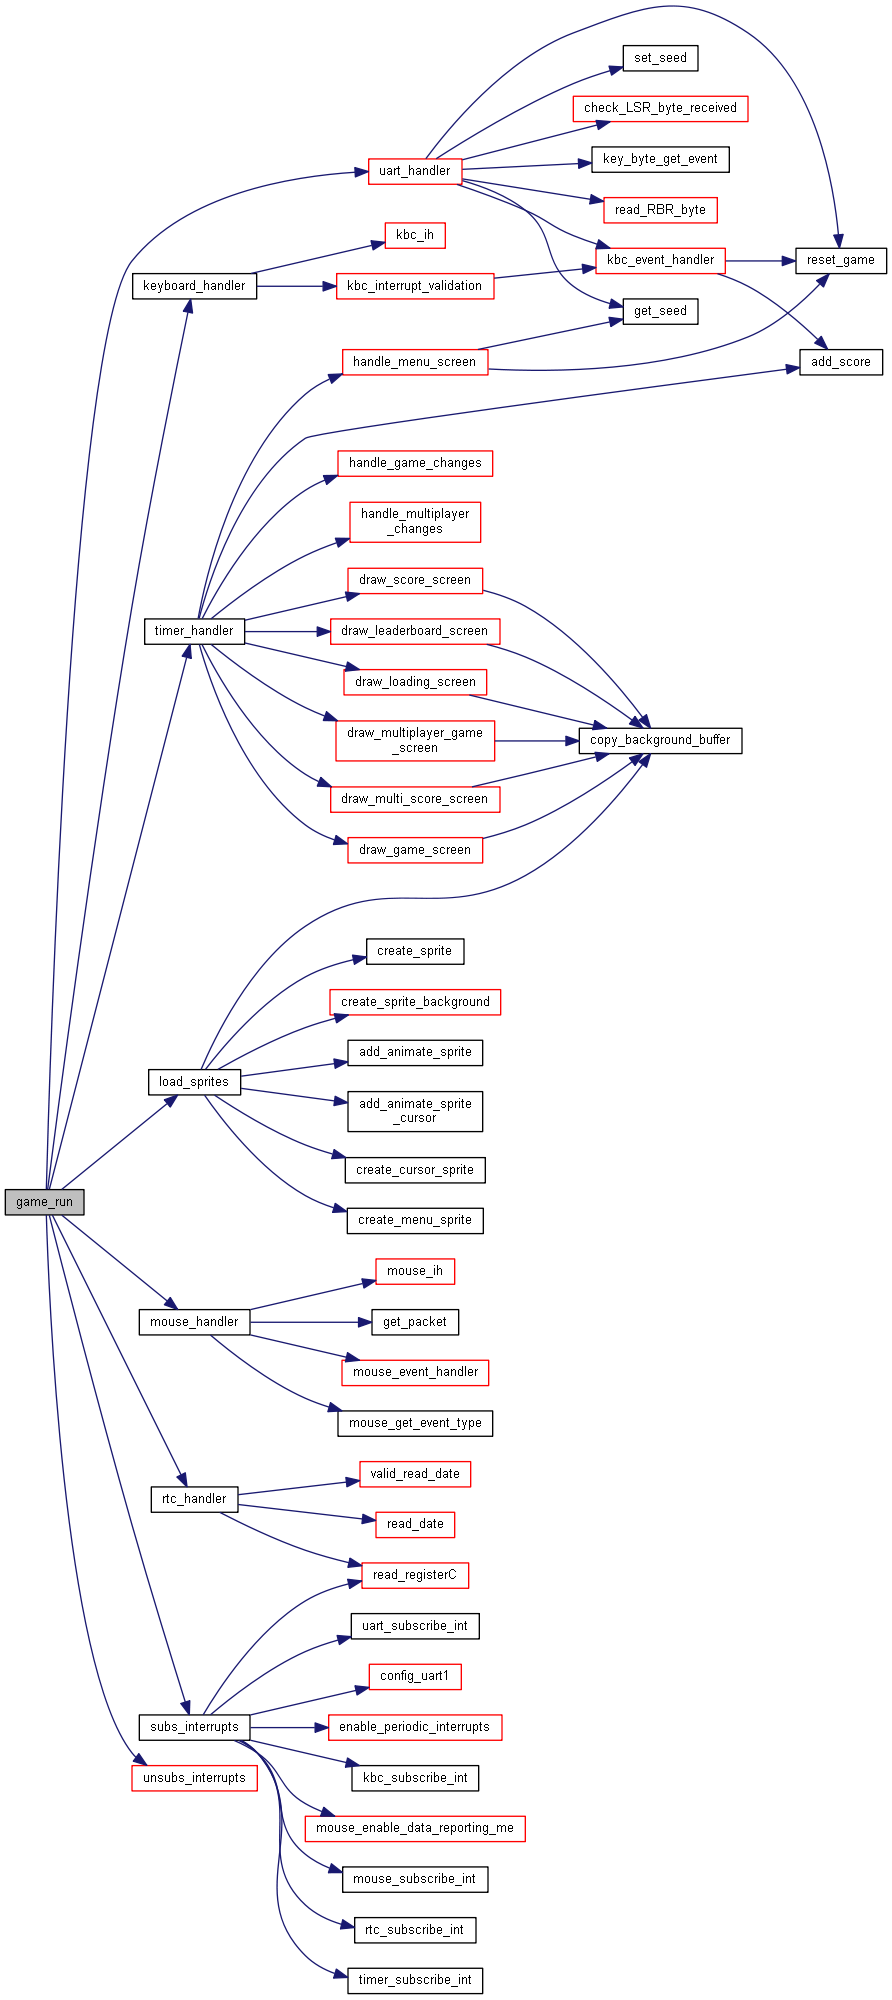 set_seed
check_LSR_byte_received
key_byte_get_event
uart_handler
read_RBR_byte
kbc_ih
kbc_event_handler
reset_game
keyboard_handler
kbc_interrupt_validation
get_seed
handle_menu_screen
add_score
handle_game_changes
handle_multiplayer
_changes
draw_score_screen
timer_handler
draw_leaderboard_screen
draw_loading_screen
draw_multiplayer_game
_screen
copy_background_buffer
draw_multi_score_screen
draw_game_screen
create_sprite
create_sprite_background
add_animate_sprite
load_sprites
add_animate_sprite
_cursor
create_cursor_sprite
game_run
create_menu_sprite
mouse_ih
mouse_handler
get_packet
mouse_event_handler
mouse_get_event_type
valid_read_date
rtc_handler
read_date
read_registerC
uart_subscribe_int
config_uart1
subs_interrupts
enable_periodic_interrupts
unsubs_interrupts
kbc_subscribe_int
mouse_enable_data_reporting_me
mouse_subscribe_int
rtc_subscribe_int
timer_subscribe_int